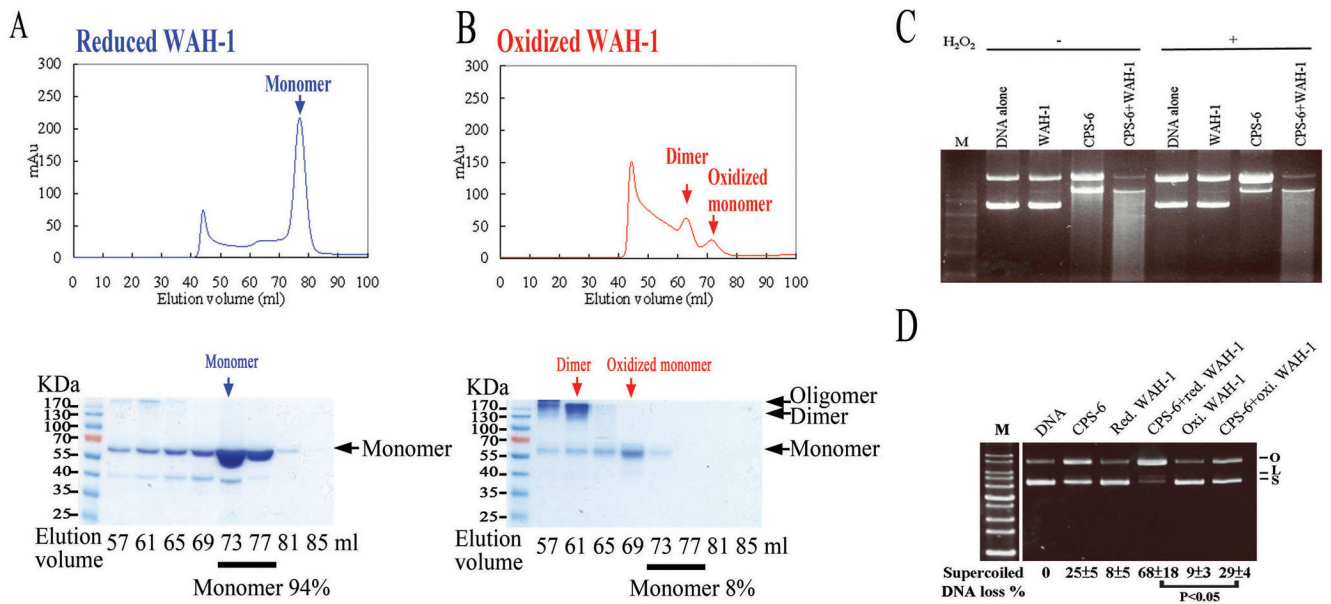 A
Reduced WAH-1
mAu
300
250
200
150
100
50
0
Monomer
0 10 20 30 40 50 60 70 80 90 100
Elution volume (ml)
KDa
170
130
100
70
55
40
35
25
Monomer
Monomer
Elution volume
57 61 65 69 73 77 81 85 ml
Monomer 94%
B
Oxidized WAH-1
mAu
300
250
200
150
100
50
0
Dimer
Oxidized
monomer
0 10 20 30 40 50 60 70 80 90 100
Elution volume (ml)
KDa
170
130
100
70
55
40
35
25
Dimer
Oxidized monomer
Oligomer
Dimer
Monomer
Elution volume
57 61 65 69 73 77 81 85 ml
Monomer 8%
C
H₂O₂
- +
M
DNA alone
WAH-1
CPS-6
CPS-6+WAH-1
DNA alone
WAH-1
CPS-6
CPS-6+WAH-1
D
M
DNA
CPS-6
Red. WAH-1
CPS-6+red. WAH-1
Oxi. WAH-1
CPS-6+oxi. WAH-1
O
L
S
Supercoiled
DNA loss %
0 25±5 8±5 68±18 9±3 29±4
P<0.05